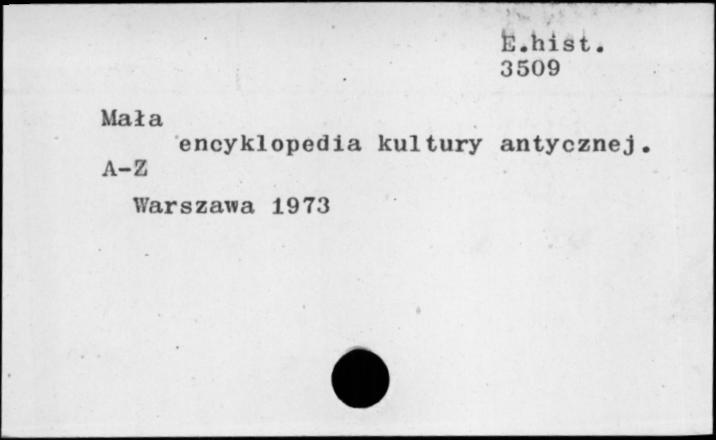 E.hist.
3509
Mała
encyklopedia kultury antycznej.
A-Z
Warszawa 1973